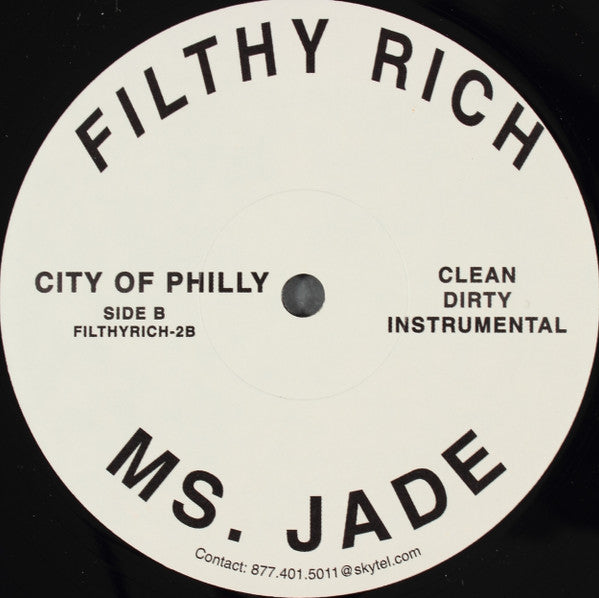 FILTHY RICH
CITY OF PHILLY
SIDE B
FILTHYRICH-2B
CLEAN
DIRTY
INSTRUMENTAL
MS. JADE
Contact: 877.401.5011@skytel.com